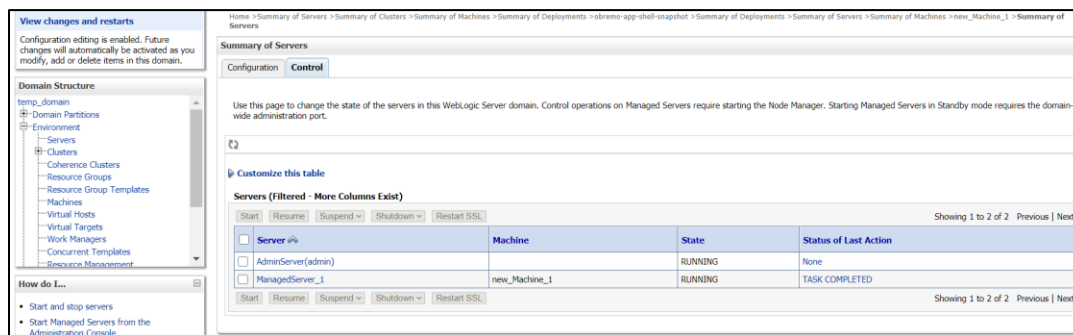 View changes and restarts
Configuration editing is enabled. Future
changes will automatically be activated as you
modify, add or delete items in this domain.
Domain Structure
temp_domain
Domain Partitions
Environment
Servers
Clusters
Coherence Clusters
Resource Groups
Resource Group Templates
Machines
Virtual Hosts
Virtual Targets
Work Managers
Concurrent Templates
Resource Management
How do I...
Start and stop servers
Start Managed Servers from the
Administration Console
Home >Summary of Servers >Summary of Clusters >Summary of Machines >Summary of Deployments >obremo-app-shell-snapshot >Summary of Deployments >Summary of Servers >Summary of Machines >new_Machine_1 >Summary of
Servers
Summary of Servers
Configuration Control
Use this page to change the state of the servers in this WebLogic Server domain. Control operations on Managed Servers require starting the Node Manager. Starting Managed Servers in Standby mode requires the domain-
wide administration port.
Customize this table
Servers (Filtered - More Columns Exist)
Start Resume Suspend Shutdown Restart SSL Showing 1 to 2 of 2 Previous | Next
Server Machine State Status of Last Action
AdminServer(admin) RUNNING None
ManagedServer_1 new_Machine_1 RUNNING TASK COMPLETED
Start Resume Suspend Shutdown Restart SSL Showing 1 to 2 of 2 Previous | Next